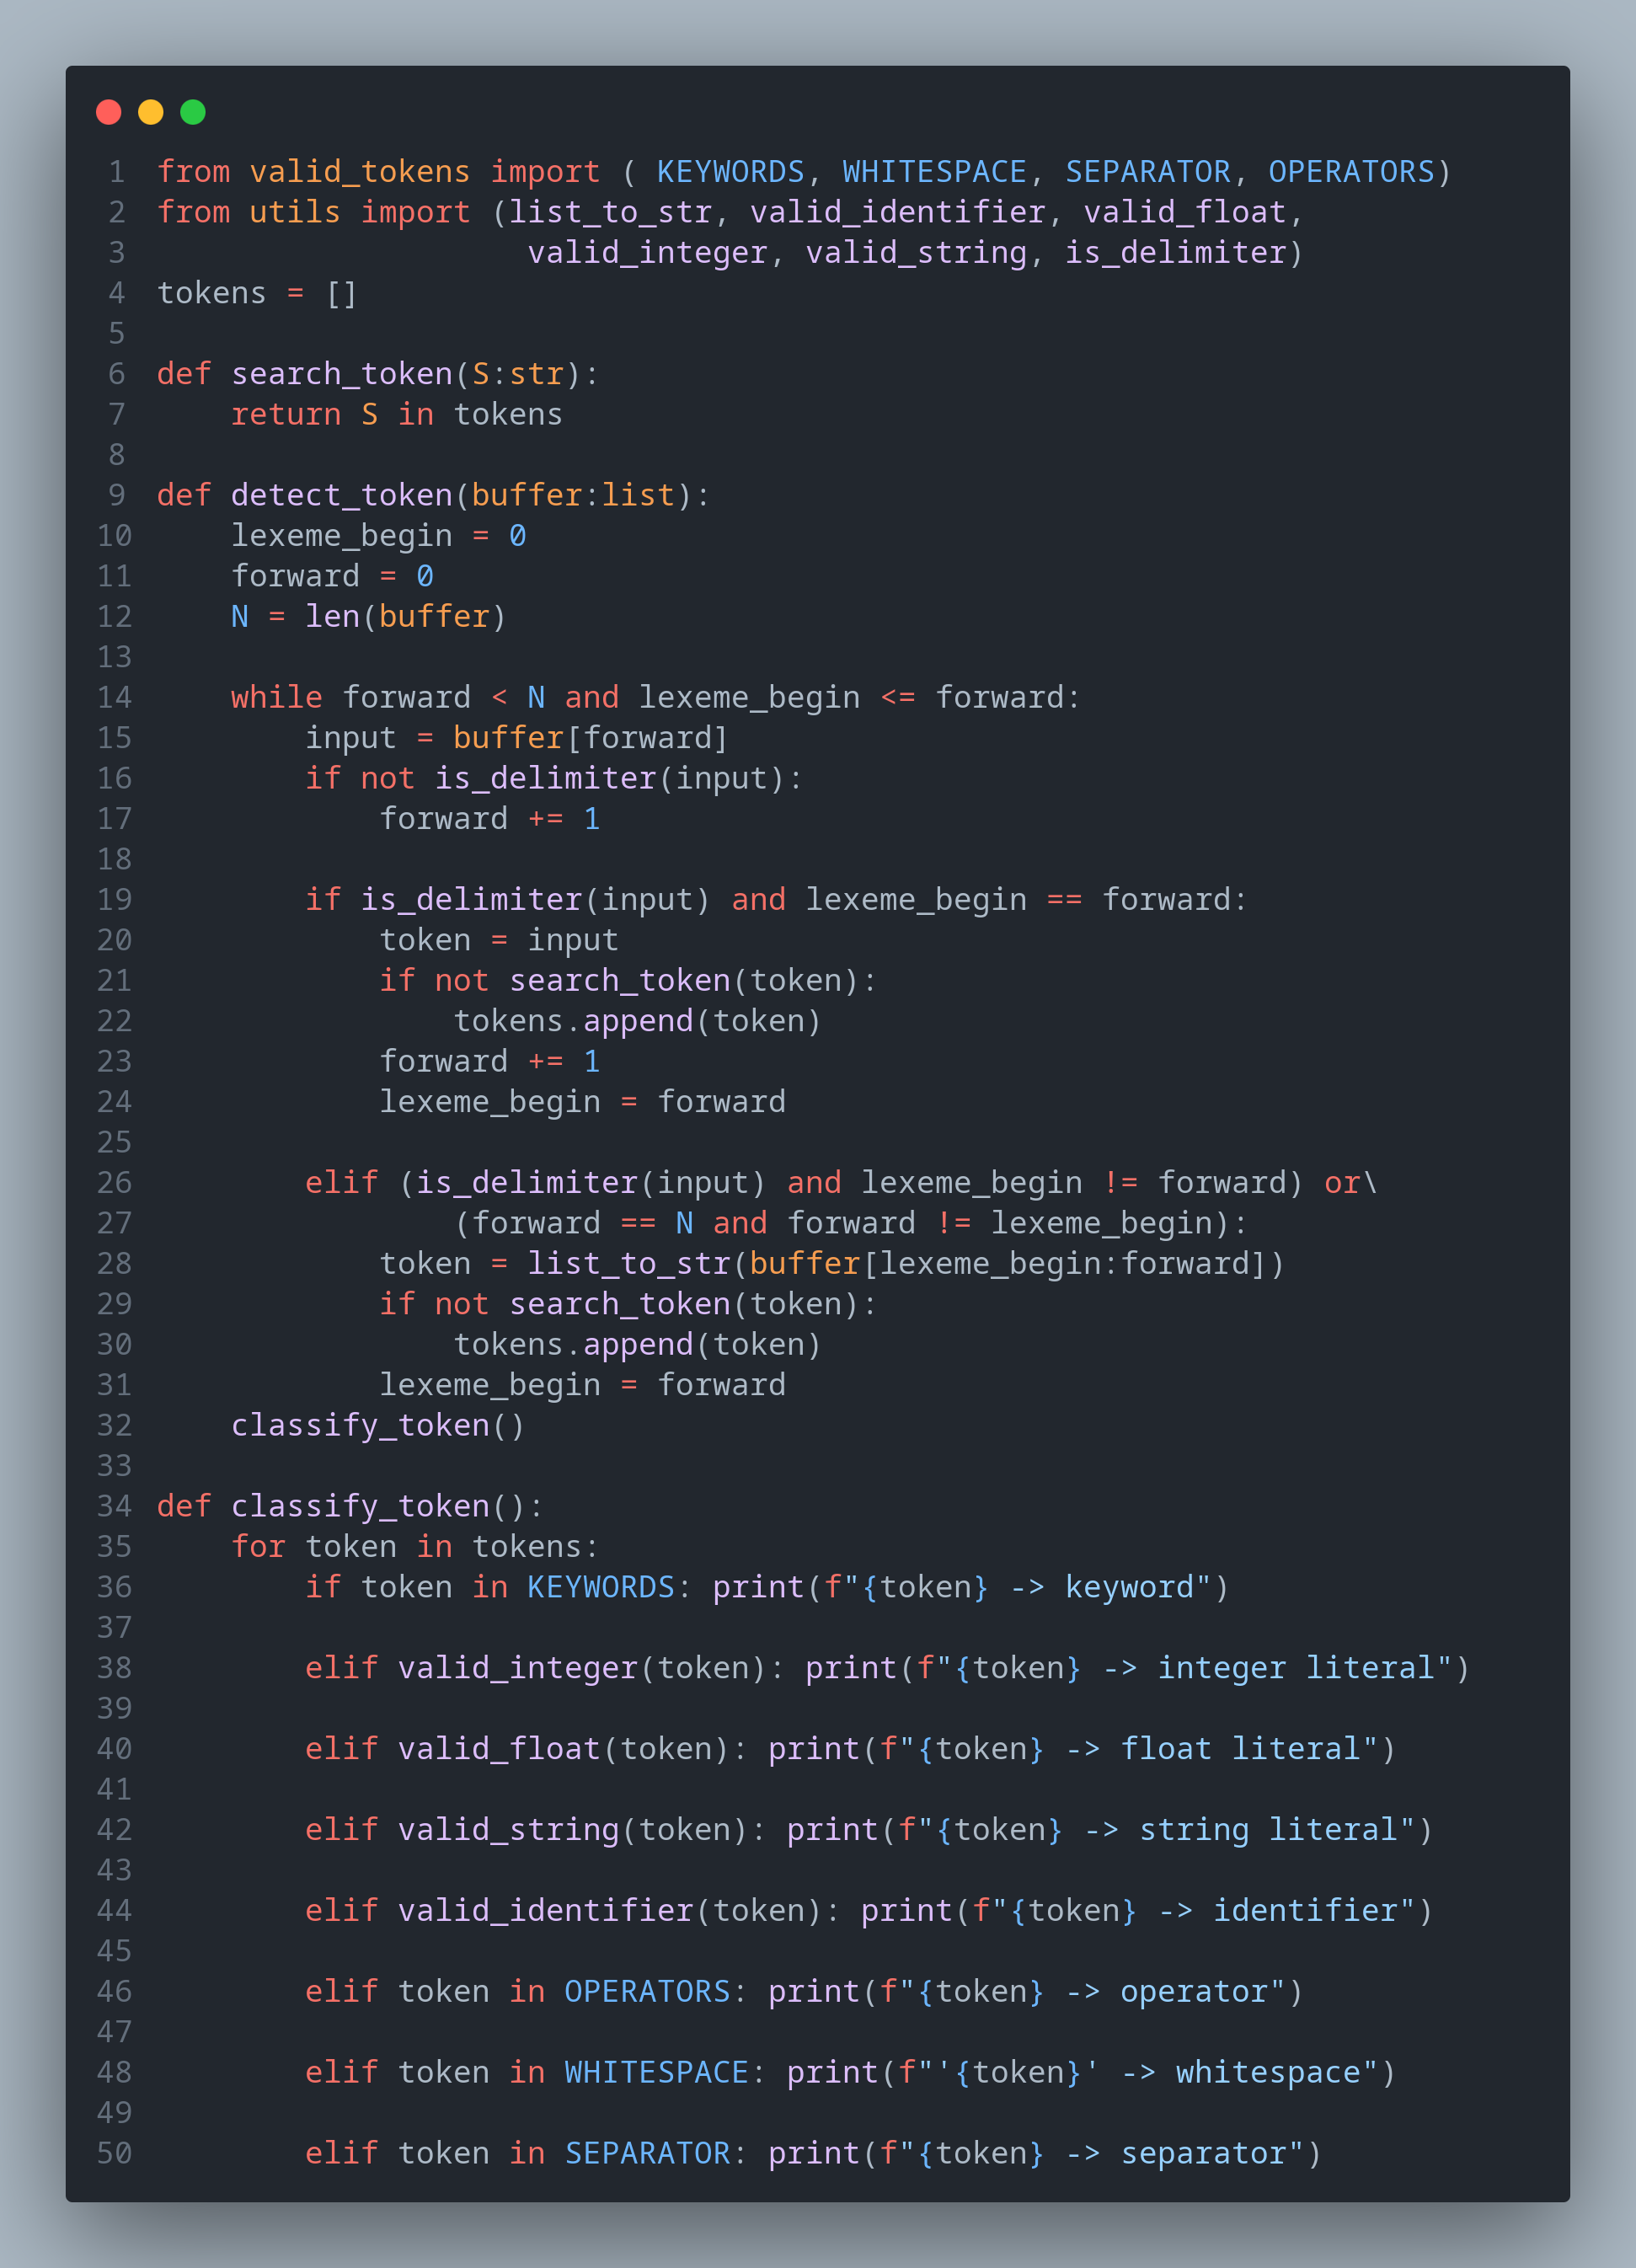 1 from valid_tokens import ( KEYWORDS, WHITESPACE, SEPARATOR, OPERATORS)
2 from utils import (list_to_str, valid_identifier, valid_float,
3                     valid_integer, valid_string, is_delimiter)
4 tokens = []
5
6 def search_token(S:str):
7     return S in tokens
8
9 def detect_token(buffer:list):
10     lexeme_begin = 0
11     forward = 0
12     N = len(buffer)
13
14     while forward < N and lexeme_begin <= forward:
15         input = buffer[forward]
16         if not is_delimiter(input):
17             forward += 1
18
19         if is_delimiter(input) and lexeme_begin == forward:
20             token = input
21             if not search_token(token):
22                 tokens.append(token)
23             forward += 1
24             lexeme_begin = forward
25
26         elif (is_delimiter(input) and lexeme_begin != forward) or\
27                 (forward == N and forward != lexeme_begin):
28             token = list_to_str(buffer[lexeme_begin:forward])
29             if not search_token(token):
30                 tokens.append(token)
31             lexeme_begin = forward
32     classify_token()
33
34 def classify_token():
35     for token in tokens:
36         if token in KEYWORDS: print(f"{token} -> keyword")
37
38         elif valid_integer(token): print(f"{token} -> integer literal")
39
40         elif valid_float(token): print(f"{token} -> float literal")
41
42         elif valid_string(token): print(f"{token} -> string literal")
43
44         elif valid_identifier(token): print(f"{token} -> identifier")
45
46         elif token in OPERATORS: print(f"{token} -> operator")
47
48         elif token in WHITESPACE: print(f"'{token}' -> whitespace")
49
50         elif token in SEPARATOR: print(f"{token} -> separator")